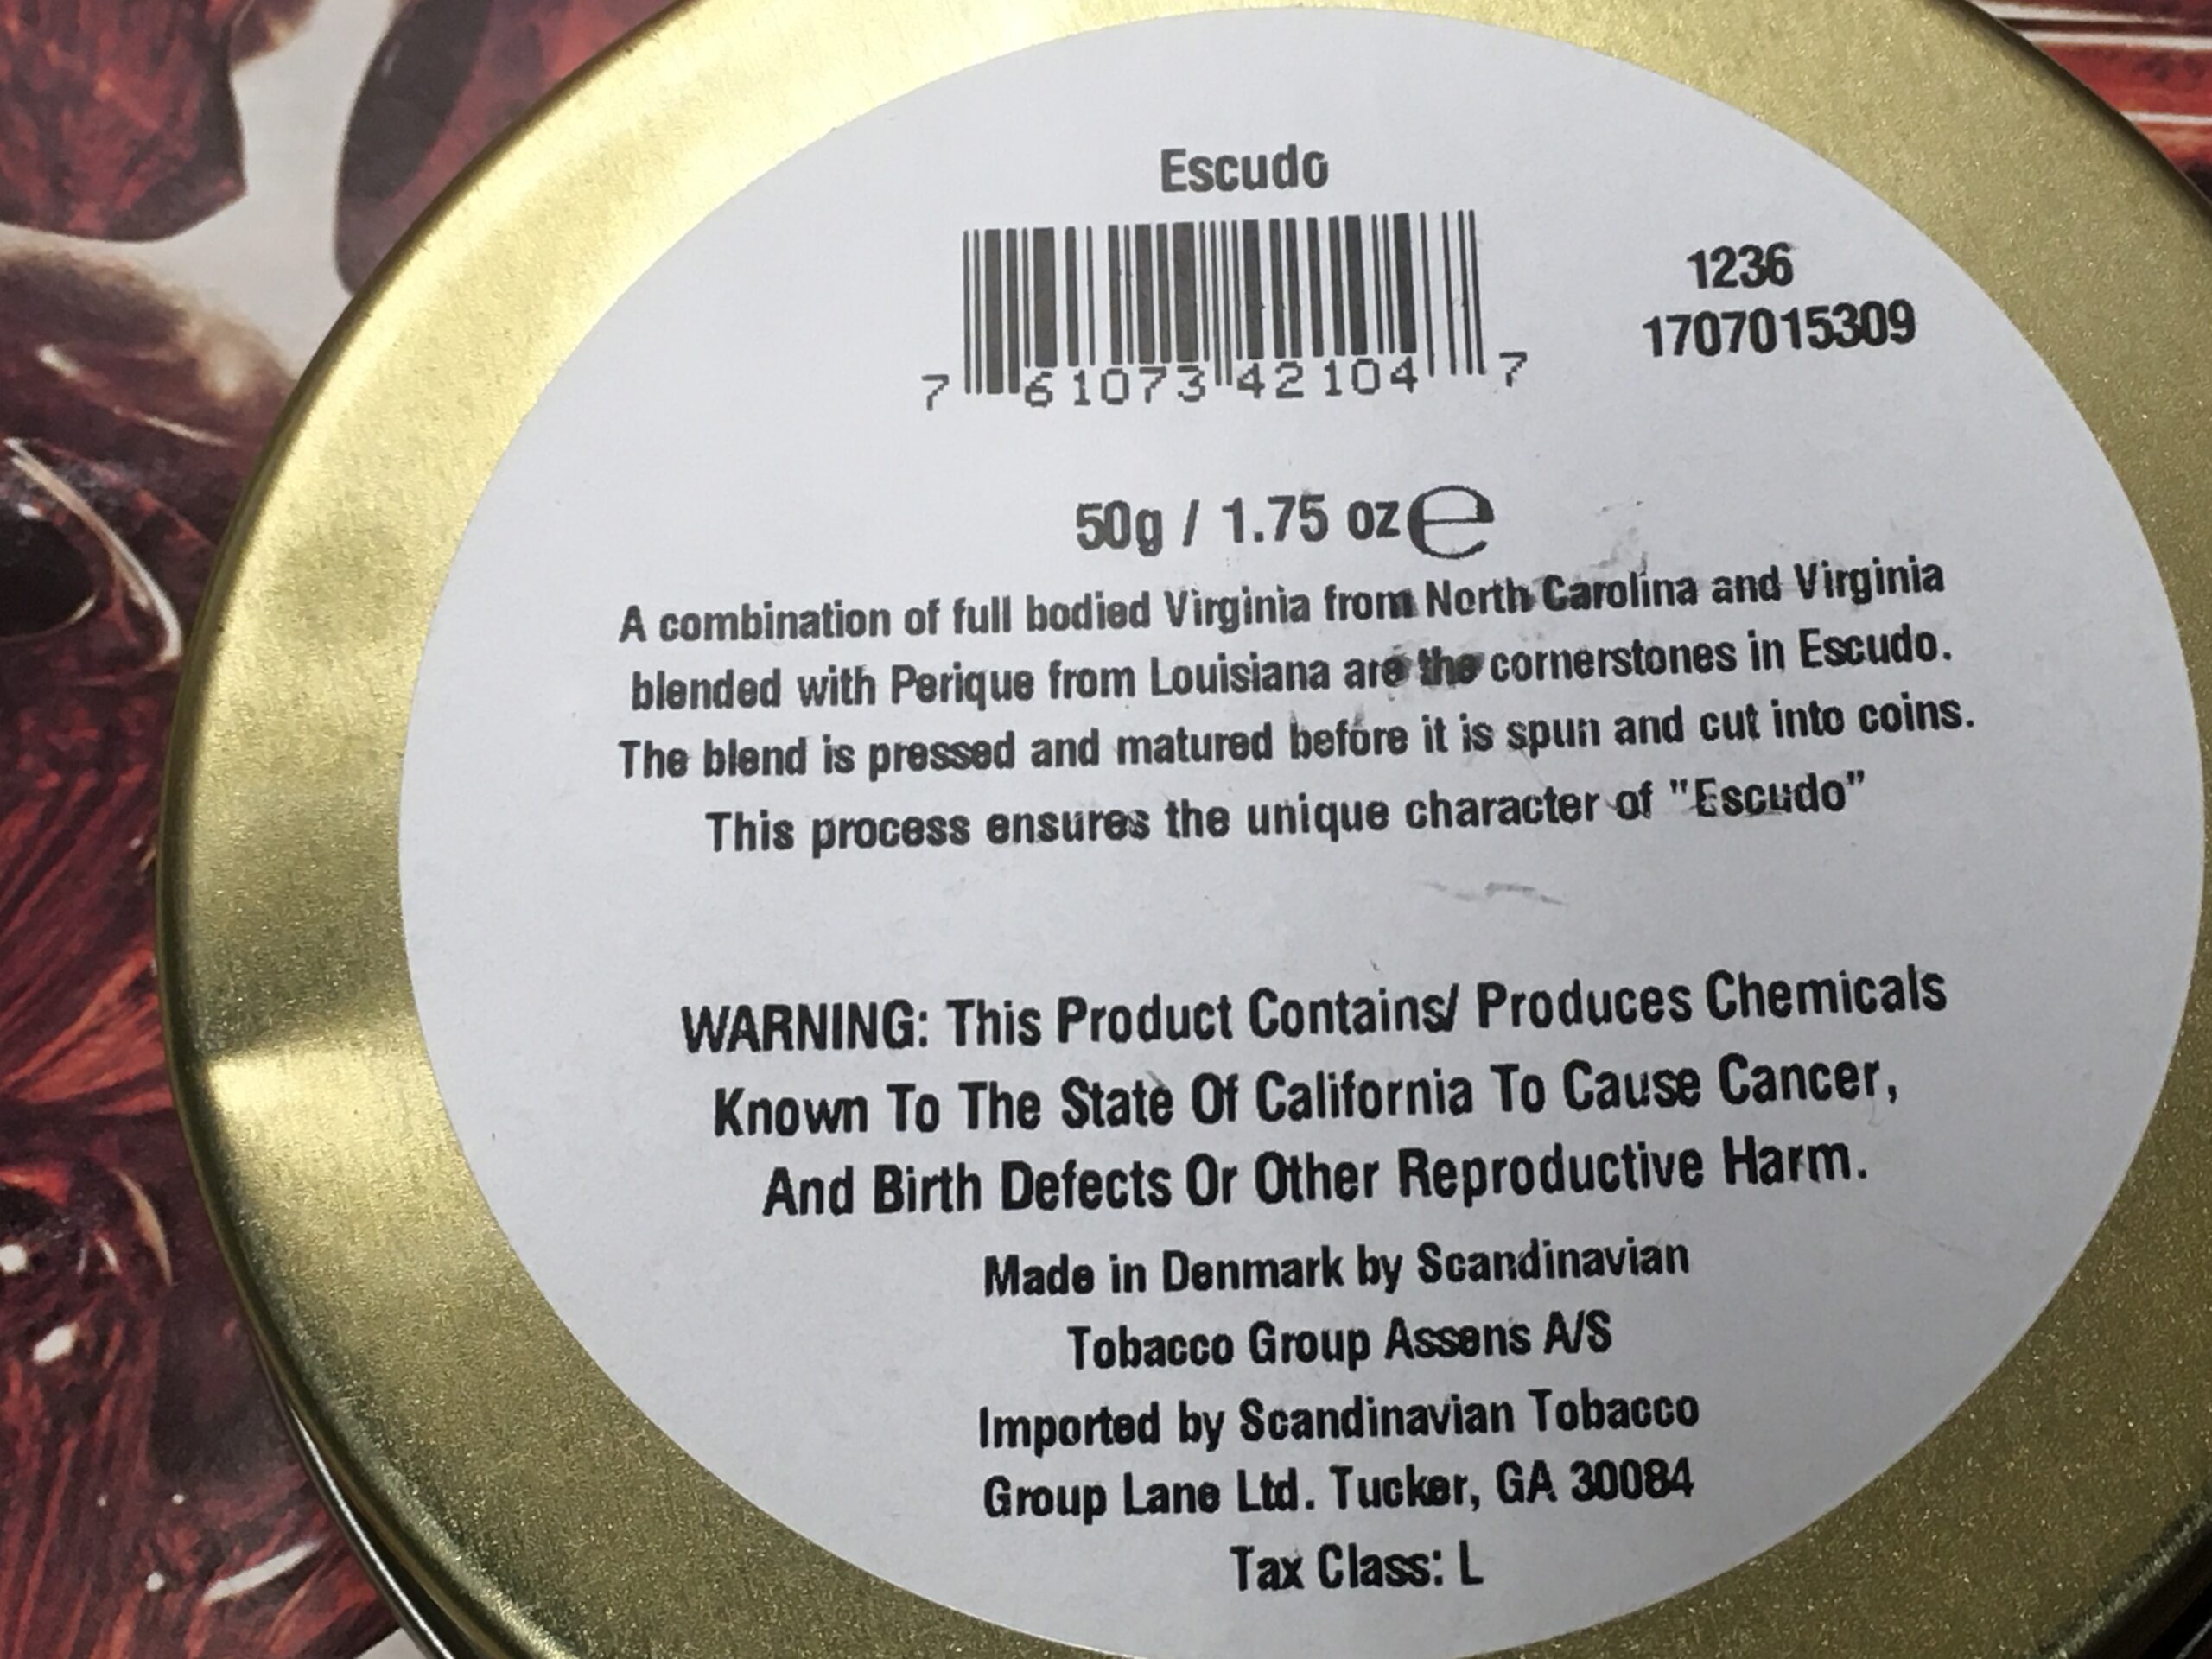 Escudo
1236
1707015309
7 61073 42104 7
50g / 1.75 oz ℮
A combination of full bodied Virginia from North Carolina and Virginia
blended with Perique from Louisiana are the cornerstones in Escudo.
The blend is pressed and matured before it is spun and cut into coins.
This process ensures the unique character of "Escudo"
WARNING: This Product Contains/ Produces Chemicals
Known To The State Of California To Cause Cancer,
And Birth Defects Or Other Reproductive Harm.
Made in Denmark by Scandinavian
Tobacco Group Assens A/S
Imported by Scandinavian Tobacco
Group Lane Ltd. Tucker, GA 30084
Tax Class: L